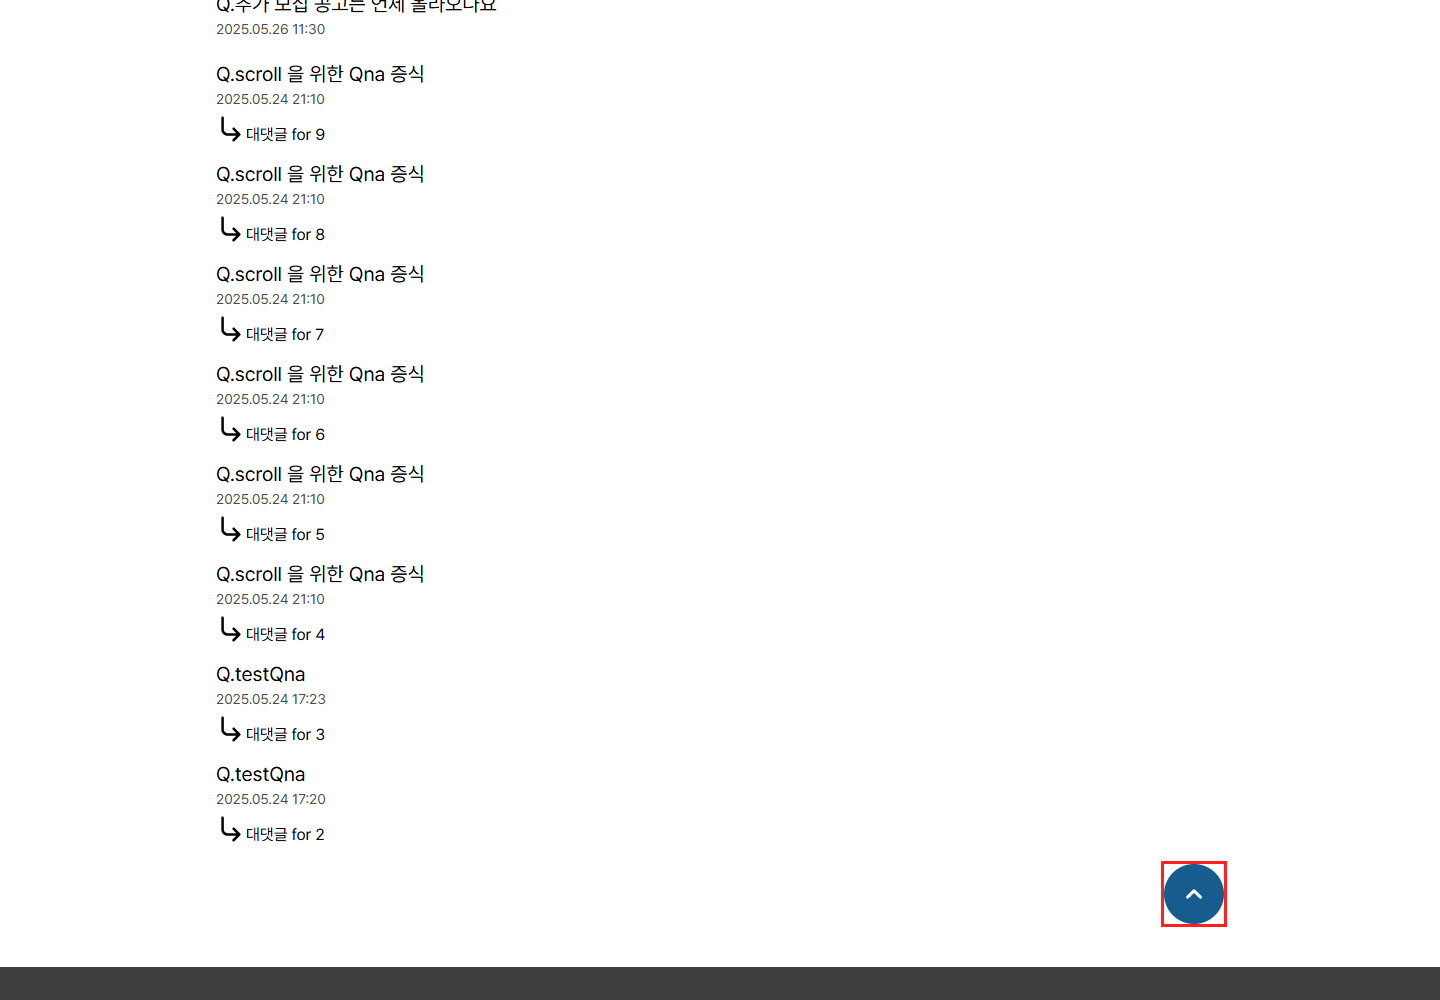 Q.추가 모집 공고는 언제 올라오나요
2025.05.26 11:30
Q.scroll 을 위한 Qna 증식
2025.05.24 21:10
대댓글 for 9
Q.scroll 을 위한 Qna 증식
2025.05.24 21:10
대댓글 for 8
Q.scroll 을 위한 Qna 증식
2025.05.24 21:10
대댓글 for 7
Q.scroll 을 위한 Qna 증식
2025.05.24 21:10
대댓글 for 6
Q.scroll 을 위한 Qna 증식
2025.05.24 21:10
대댓글 for 5
Q.scroll 을 위한 Qna 증식
2025.05.24 21:10
대댓글 for 4
Q.testQna
2025.05.24 17:23
대댓글 for 3
Q.testQna
2025.05.24 17:20
대댓글 for 2